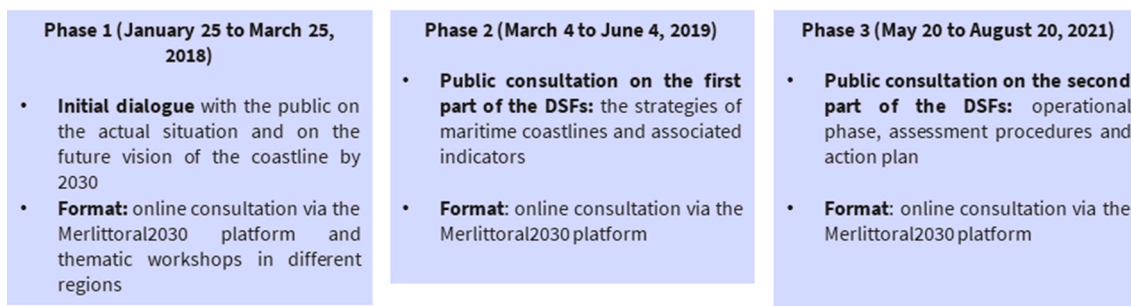 Phase 1 (January 25 to March 25,
2018)
• Initial dialogue with the public on
the actual situation and on the
future vision of the coastline by
2030
• Format: online consultation via the
Merlittoral2030 platform and
thematic workshops in different
regions
Phase 2 (March 4 to June 4, 2019)
• Public consultation on the first
part of the DSFs: the strategies of
maritime coastlines and associated
indicators
• Format: online consultation via the
Merlittoral2030 platform
Phase 3 (May 20 to August 20, 2021)
• Public consultation on the second
part of the DSFs: operational
phase, assessment procedures and
action plan
• Format: online consultation via the
Merlittoral2030 platform